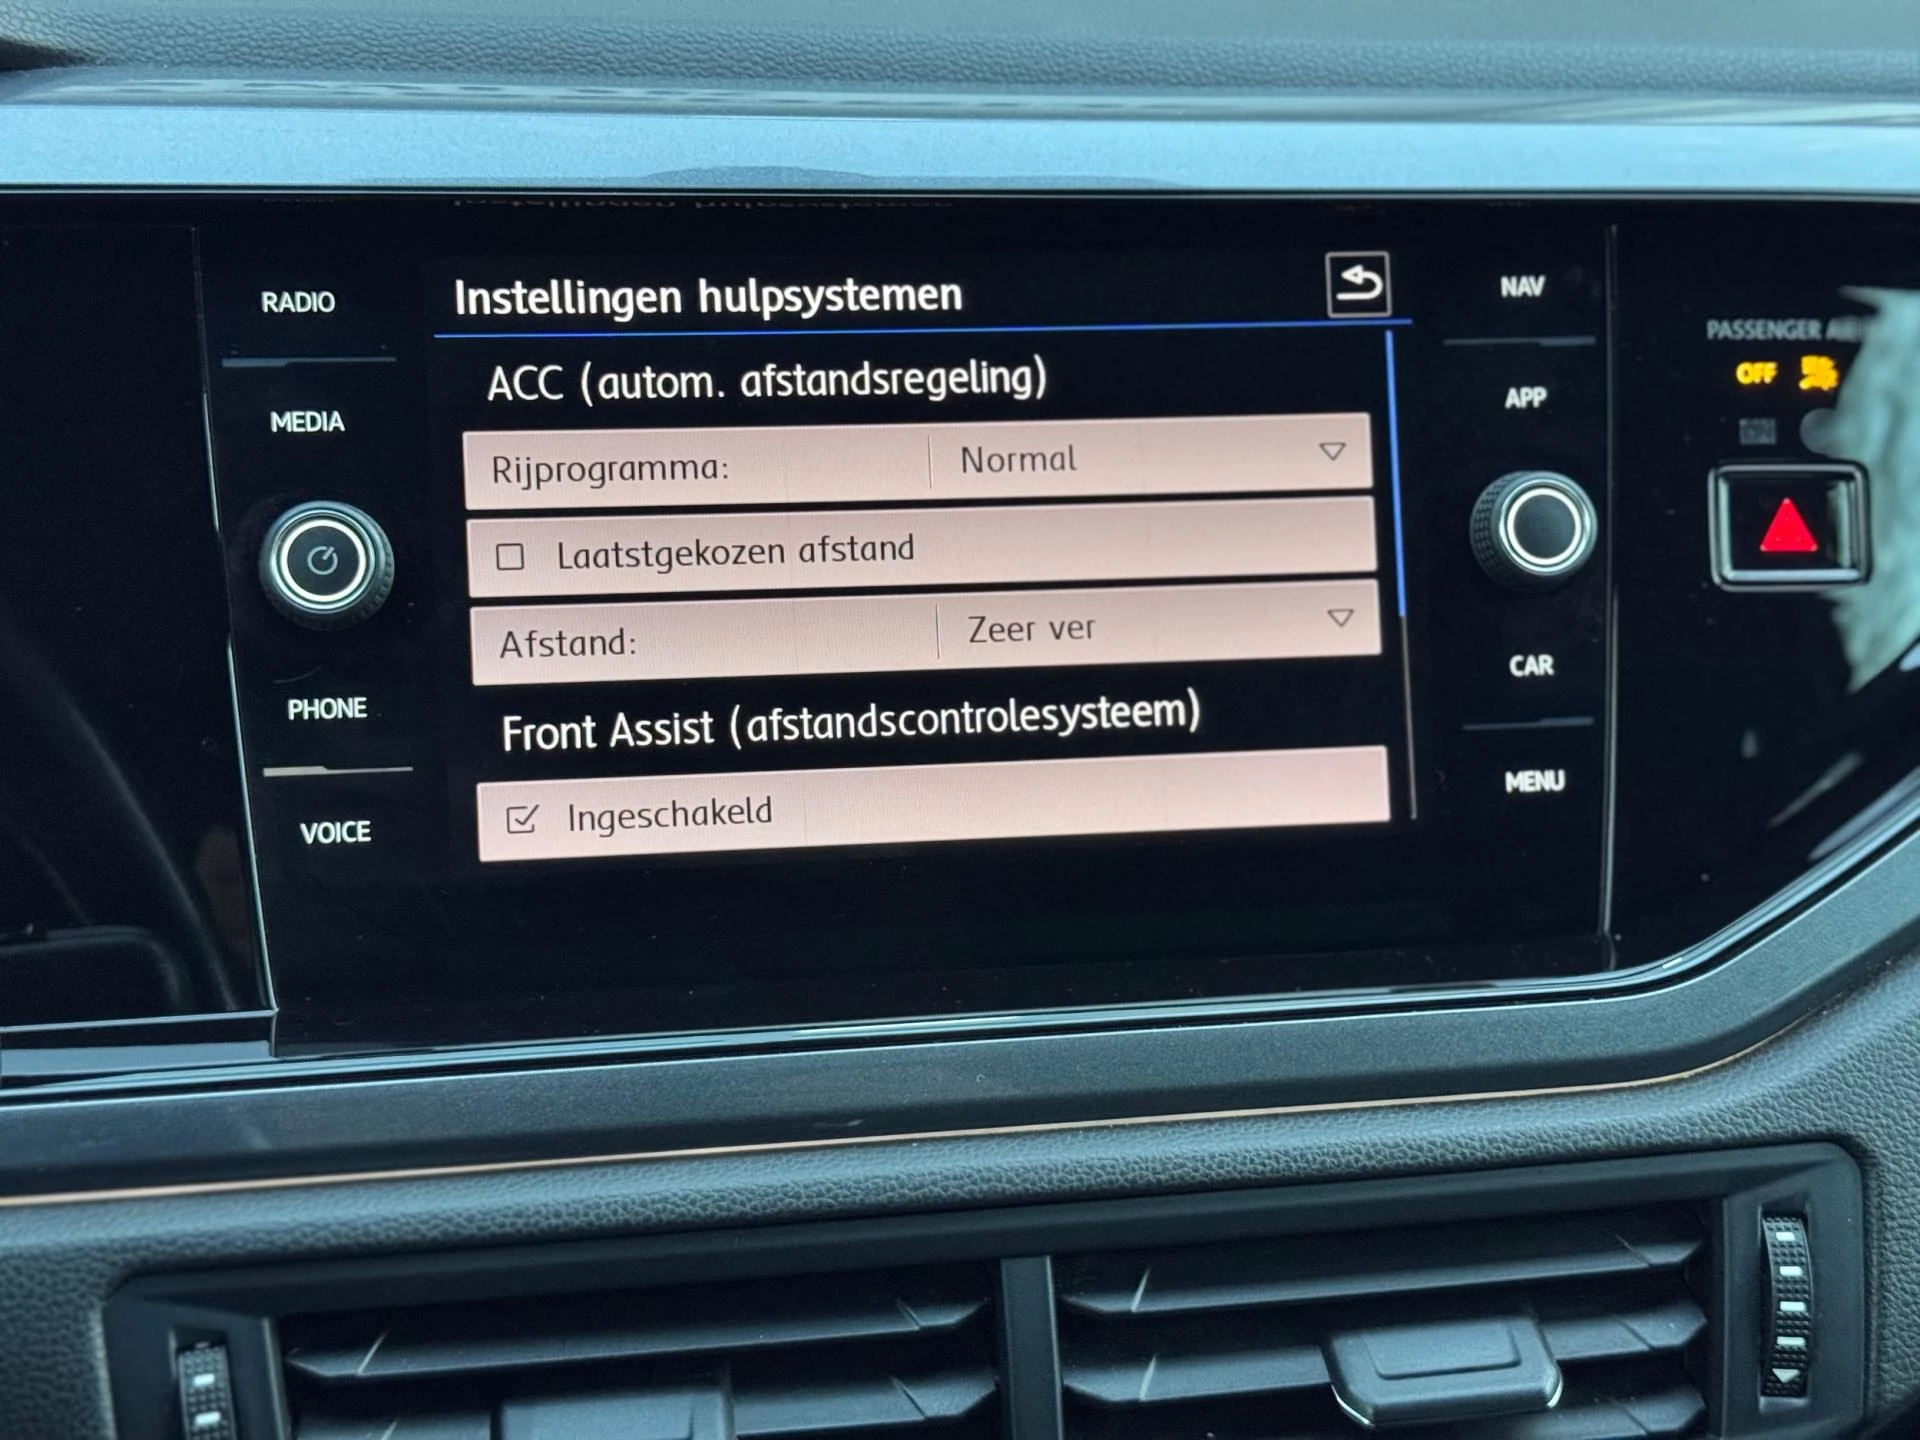 RADIO
MEDIA
PHONE
VOICE
Instellingen hulpsystemen
ACC (autom. afstandsregeling)
Rijprogramma: Normal
Laatstgekozen afstand
Afstand: Zeer ver
Front Assist (afstandscontrolesysteem)
Ingeschakeld
NAV
APP
CAR
MENU
PASSENGER
OFF